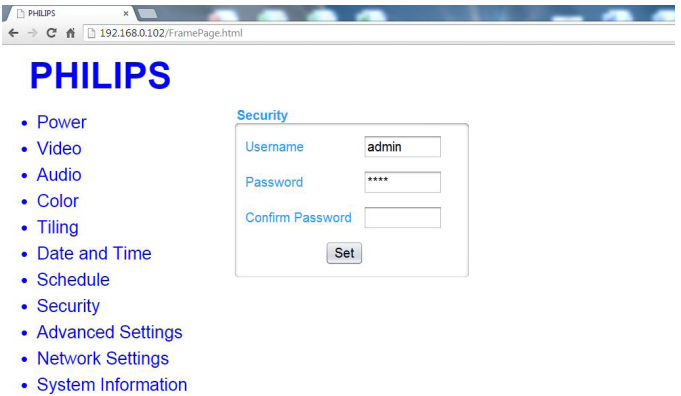 PHILIPS
192.168.0.102/FramePage.html
PHILIPS
Power
Video
Audio
Color
Tiling
Date and Time
Schedule
Security
Advanced Settings
Network Settings
System Information
Security
Username admin
Password ****
Confirm Password
Set